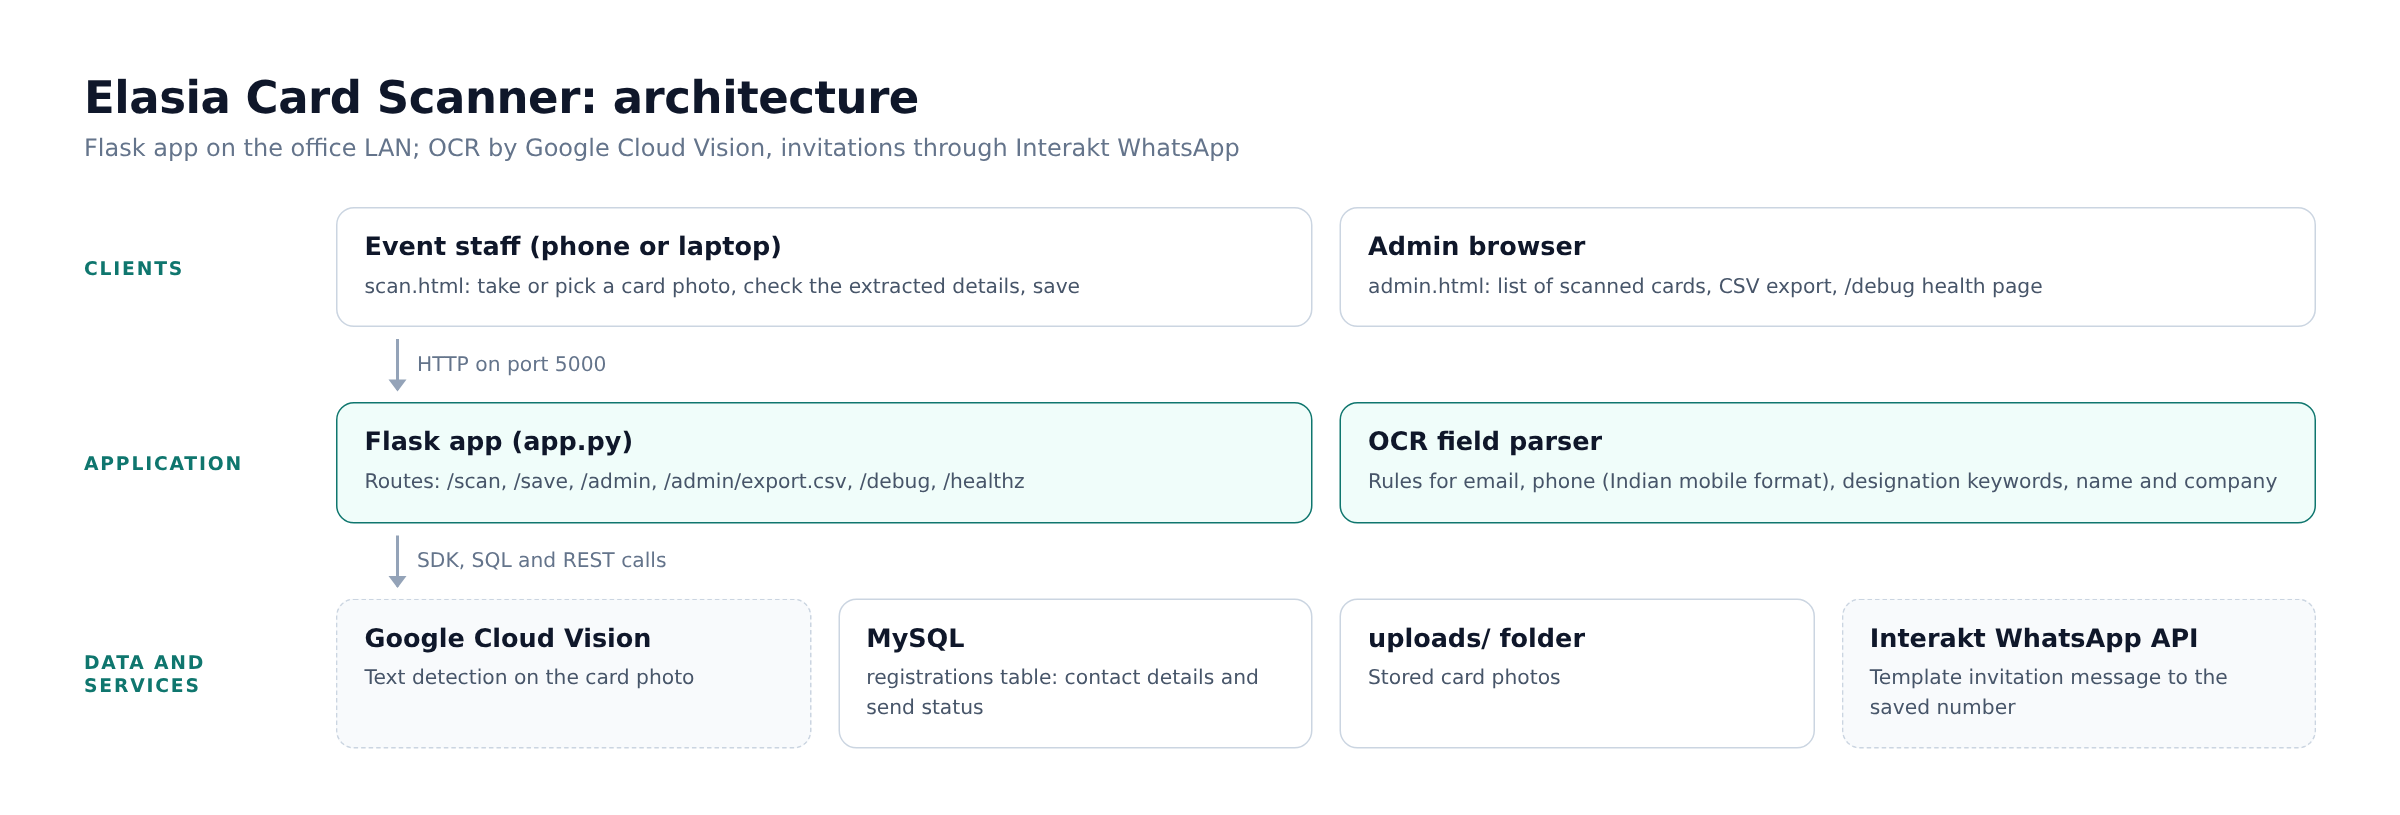 Elasia Card Scanner: architecture
Flask app on the office LAN; OCR by Google Cloud Vision, invitations through Interakt WhatsApp
CLIENTS
Event staff (phone or laptop)
scan.html: take or pick a card photo, check the extracted details, save
Admin browser
admin.html: list of scanned cards, CSV export, /debug health page
HTTP on port 5000
APPLICATION
Flask app (app.py)
Routes: /scan, /save, /admin, /admin/export.csv, /debug, /healthz
OCR field parser
Rules for email, phone (Indian mobile format), designation keywords, name and company
SDK, SQL and REST calls
DATA AND
SERVICES
Google Cloud Vision
Text detection on the card photo
MySQL
registrations table: contact details and
send status
uploads/ folder
Stored card photos
Interakt WhatsApp API
Template invitation message to the
saved number